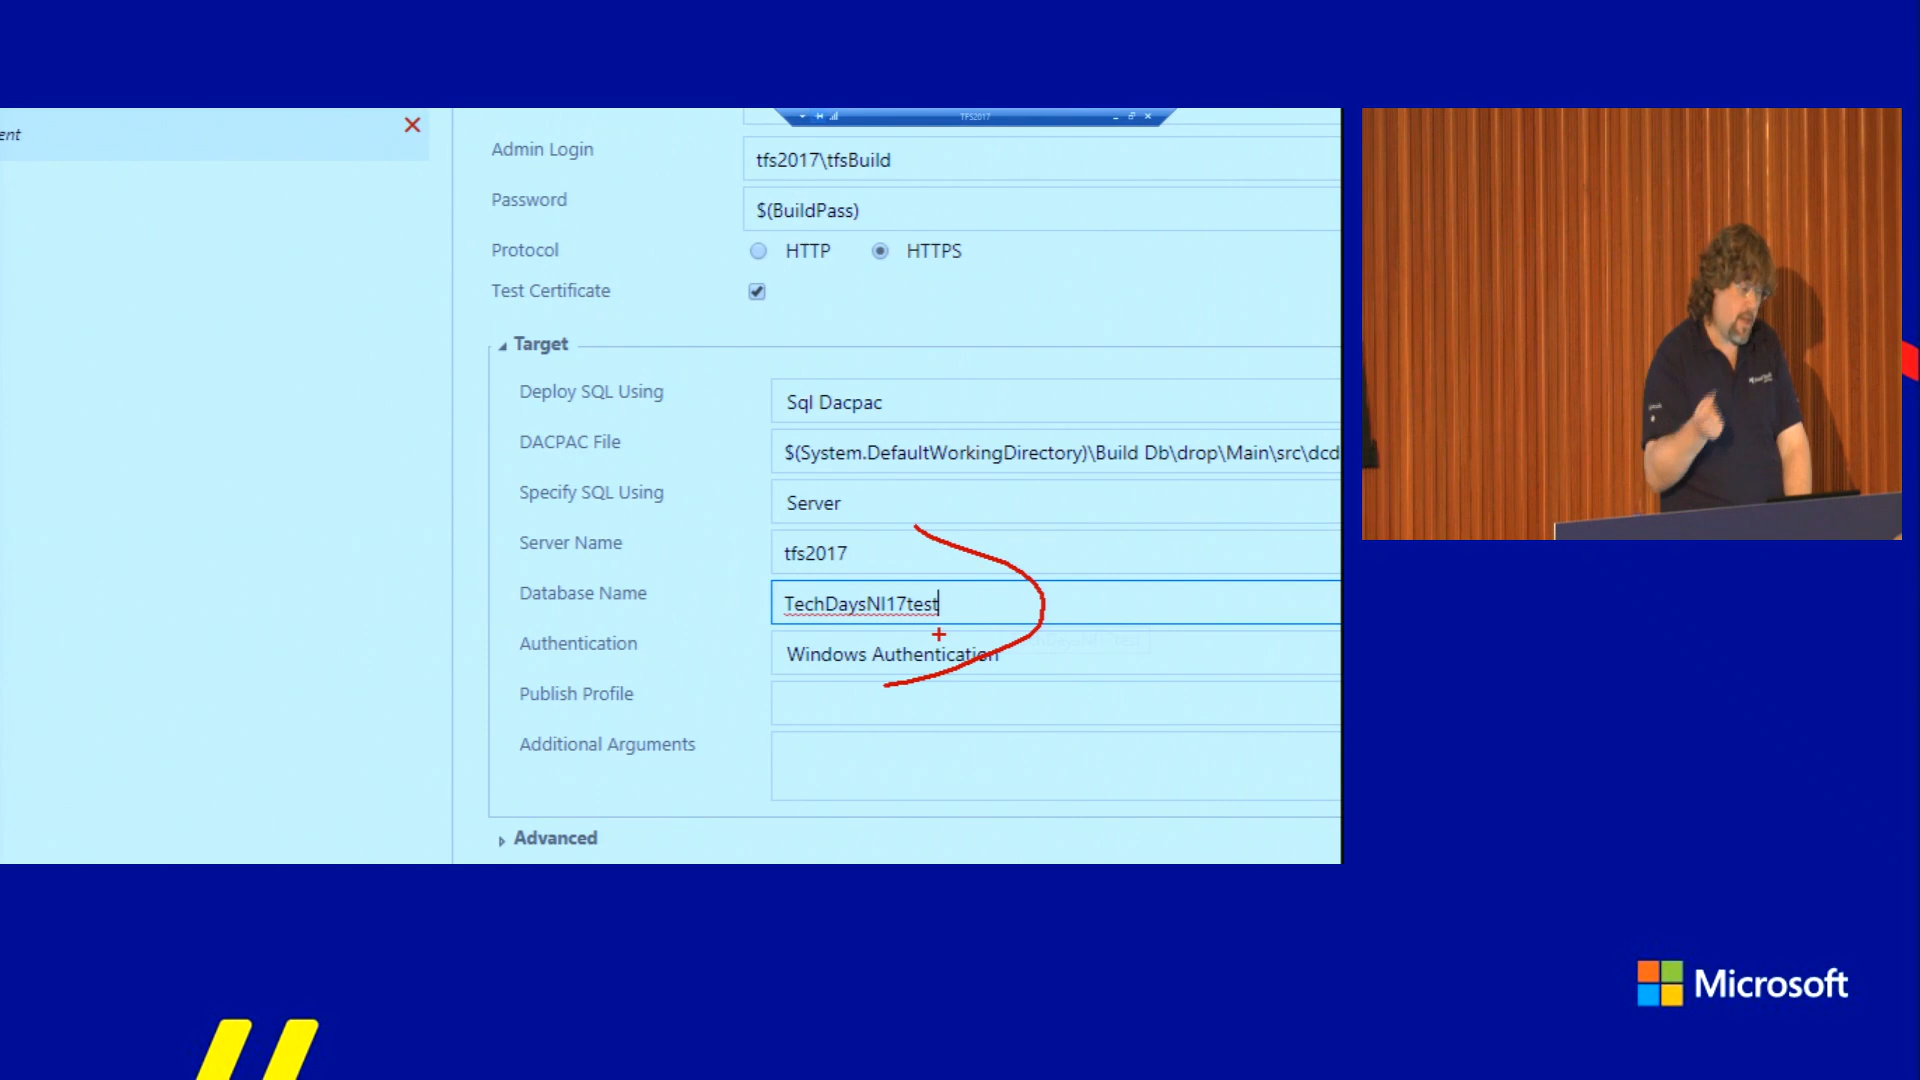 ent
TFS2017
Admin Login
tfs2017\tfsBuild
Password
$(BuildPass)
Protocol
HTTP
HTTPS
Test Certificate
Target
Deploy SQL Using
Sql Dacpac
DACPAC File
$(System.DefaultWorkingDirectory)\Build Db\drop\Main\src\dcd
Specify SQL Using
Server
Server Name
tfs2017
Database Name
TechDaysNl17test
Authentication
Windows Authentication
Publish Profile
Additional Arguments
Advanced
Microsoft